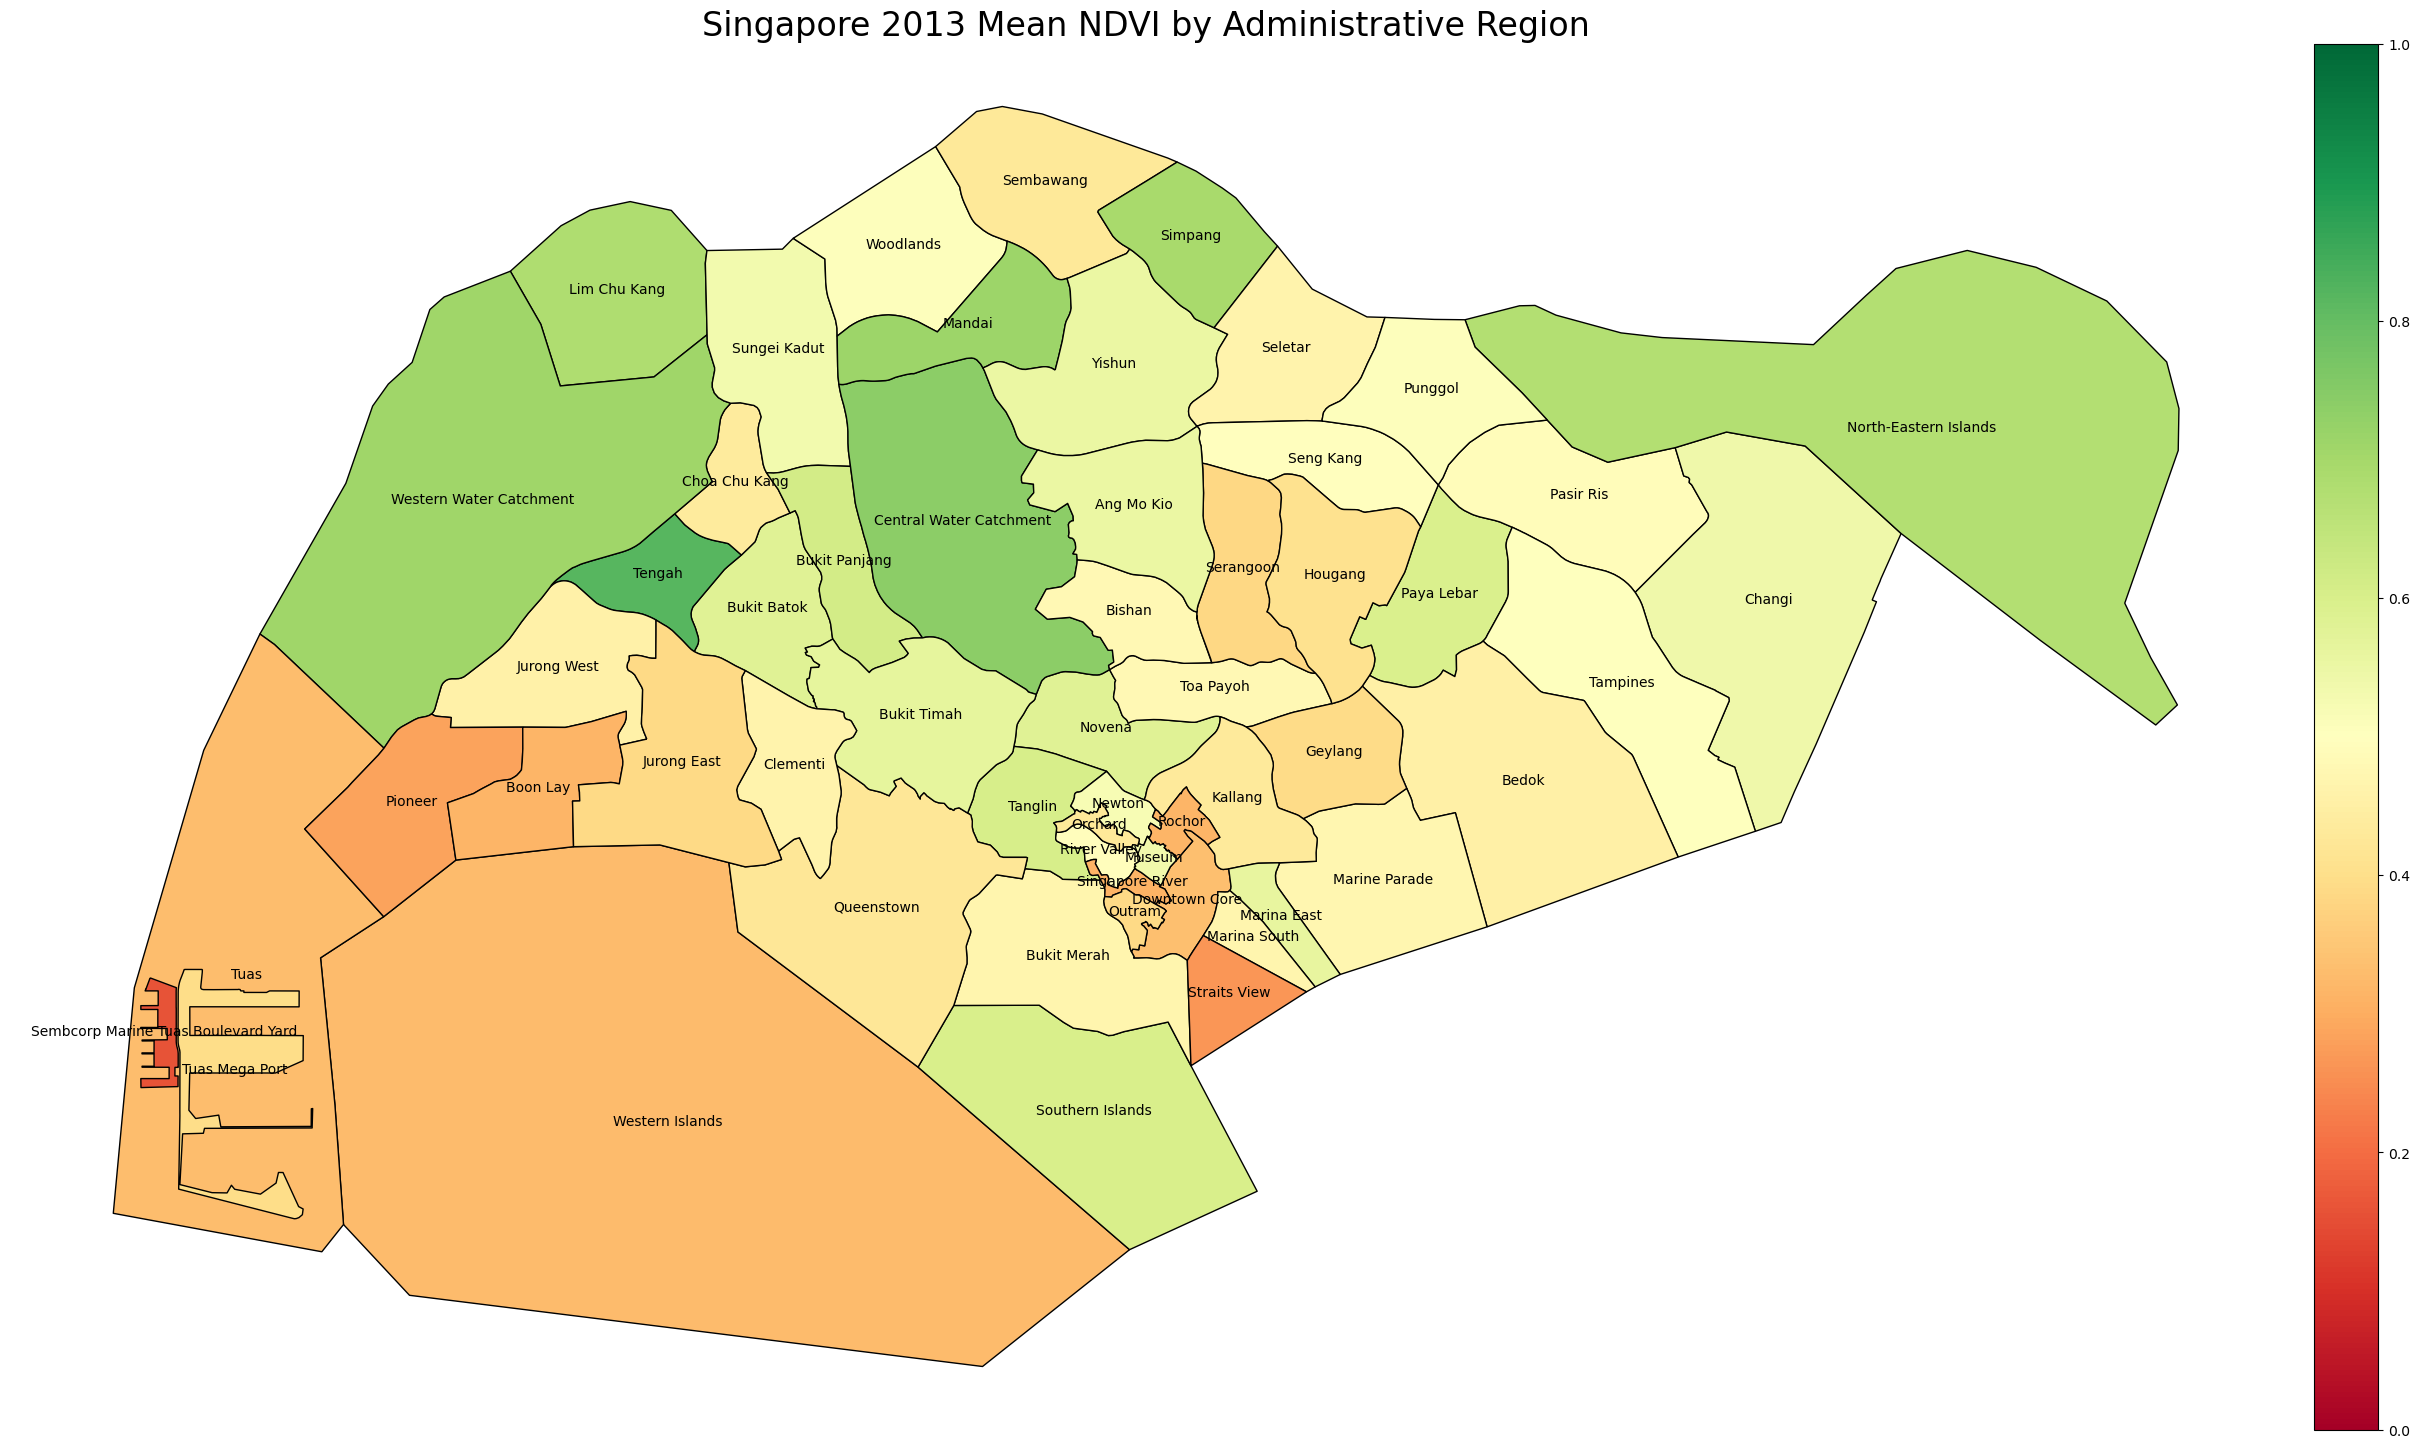 Singapore 2013 Mean NDVI by Administrative Region
1.0
0.8
0.6
0.4
0.2
0.0
Sembawang
Simpang
Woodlands
Lim Chu Kang
Mandai
Sungei Kadut
Seletar
Yishun
Punggol
North-Eastern Islands
Seng Kang
Choa Chu Kang
Pasir Ris
Western Water Catchment
Ang Mo Kio
Central Water Catchment
Bukit Panjang
Serangoon
Tengah
Hougang
Paya Lebar
Changi
Bukit Batok
Bishan
Jurong West
Tampines
Toa Payoh
Bukit Timah
Novena
Geylang
Jurong East
Clementi
Bedok
Boon Lay
Kallang
Pioneer
Newton
Tanglin
Rochor
Orchard
River Valley
Museum
Marine Parade
Singapore River
Downtown Core
Queenstown
Outram
Marina East
Marina South
Bukit Merah
Tuas
Straits View
Sembcorp Marine Tuas Boulevard Yard
Tuas Mega Port
Southern Islands
Western Islands